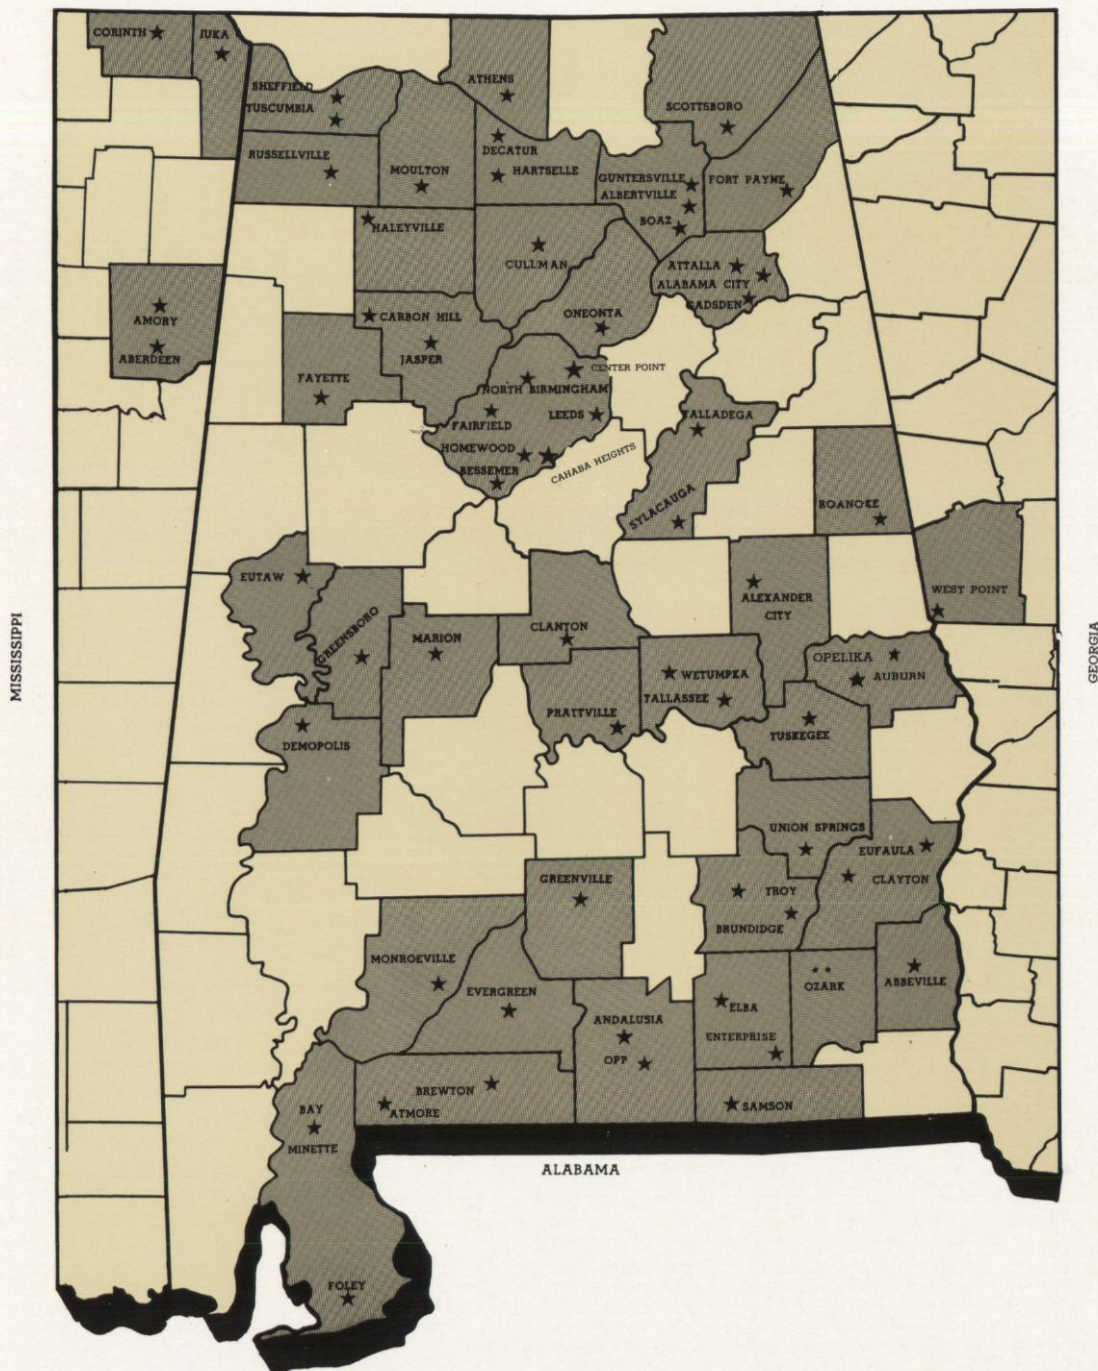 CORINTH
IUKA
SHEFFIELD
TUSCUMBIA
ATHENS
SCOTTSBORO
RUSSELLVILLE
MOULTON
DECATUR
HARTSELLE
GUNTERSVILLE
ALBERTVILLE
BOAZ
FORT PAYNE
HALEYVILLE
CULLMAN
ATTALLA
ALABAMA CITY
GADSDEN
AMORY
ABERDEEN
CARBON HILL
JASPER
ONEONTA
FAYETTE
CENTER POINT
NORTH BIRMINGHAM
LEEDS
FAIRFIELD
HOMEWOOD
BESSEMER
CAHABA HEIGHTS
TALLADEGA
SYLACAUGA
ROANOKE
WEST POINT
EUTAW
GREENSBORO
MARION
CLANTON
ALEXANDER
CITY
MISSISSIPPI
GEORGIA
OPELIKA
AUBURN
WETUMPKA
TALLASSEE
PRATTVILLE
TUSKEGEE
DEMOPOLIS
UNION SPRINGS
EUFAULA
CLAYTON
GREENVILLE
TROY
BRUNDIDGE
MONROEVILLE
EVERGREEN
ANDALUSIA
OPP
ELBA
ENTERPRISE
OZARK
ABBEVILLE
BREWTON
ATMORE
SAMSON
BAY
MINETTE
ALABAMA
FOLEY